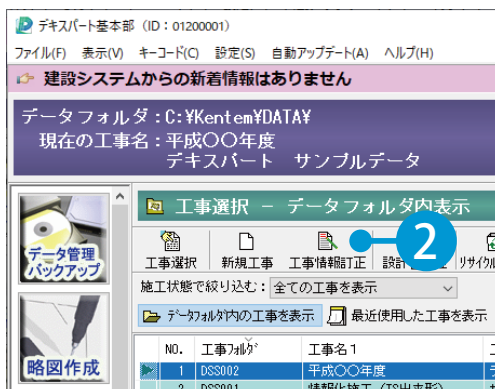 デキスパート基本部 (ID：01200001)
ファイル(F) 表示(V) キーコード(C) 設定(S) 自動アップデート(A) ヘルプ(H)
建設システムからの新着情報はありません
データフォルダ：C:¥Kentem¥DATA¥
現在の工事名：平成〇〇年度
デキスパート サンプルデータ
工事選択 － データフォルダ内表示
データ管理
バックアップ
工事選択 新規工事 工事情報訂正
2
施工状態で絞り込む： 全ての工事を表示
データフォルダ内の工事を表示 最近使用した工事を表示
略図作成
NO. 工事フォルダ 工事名1
1 DSS001 平成〇〇年度
2 DSS002 情報化施工